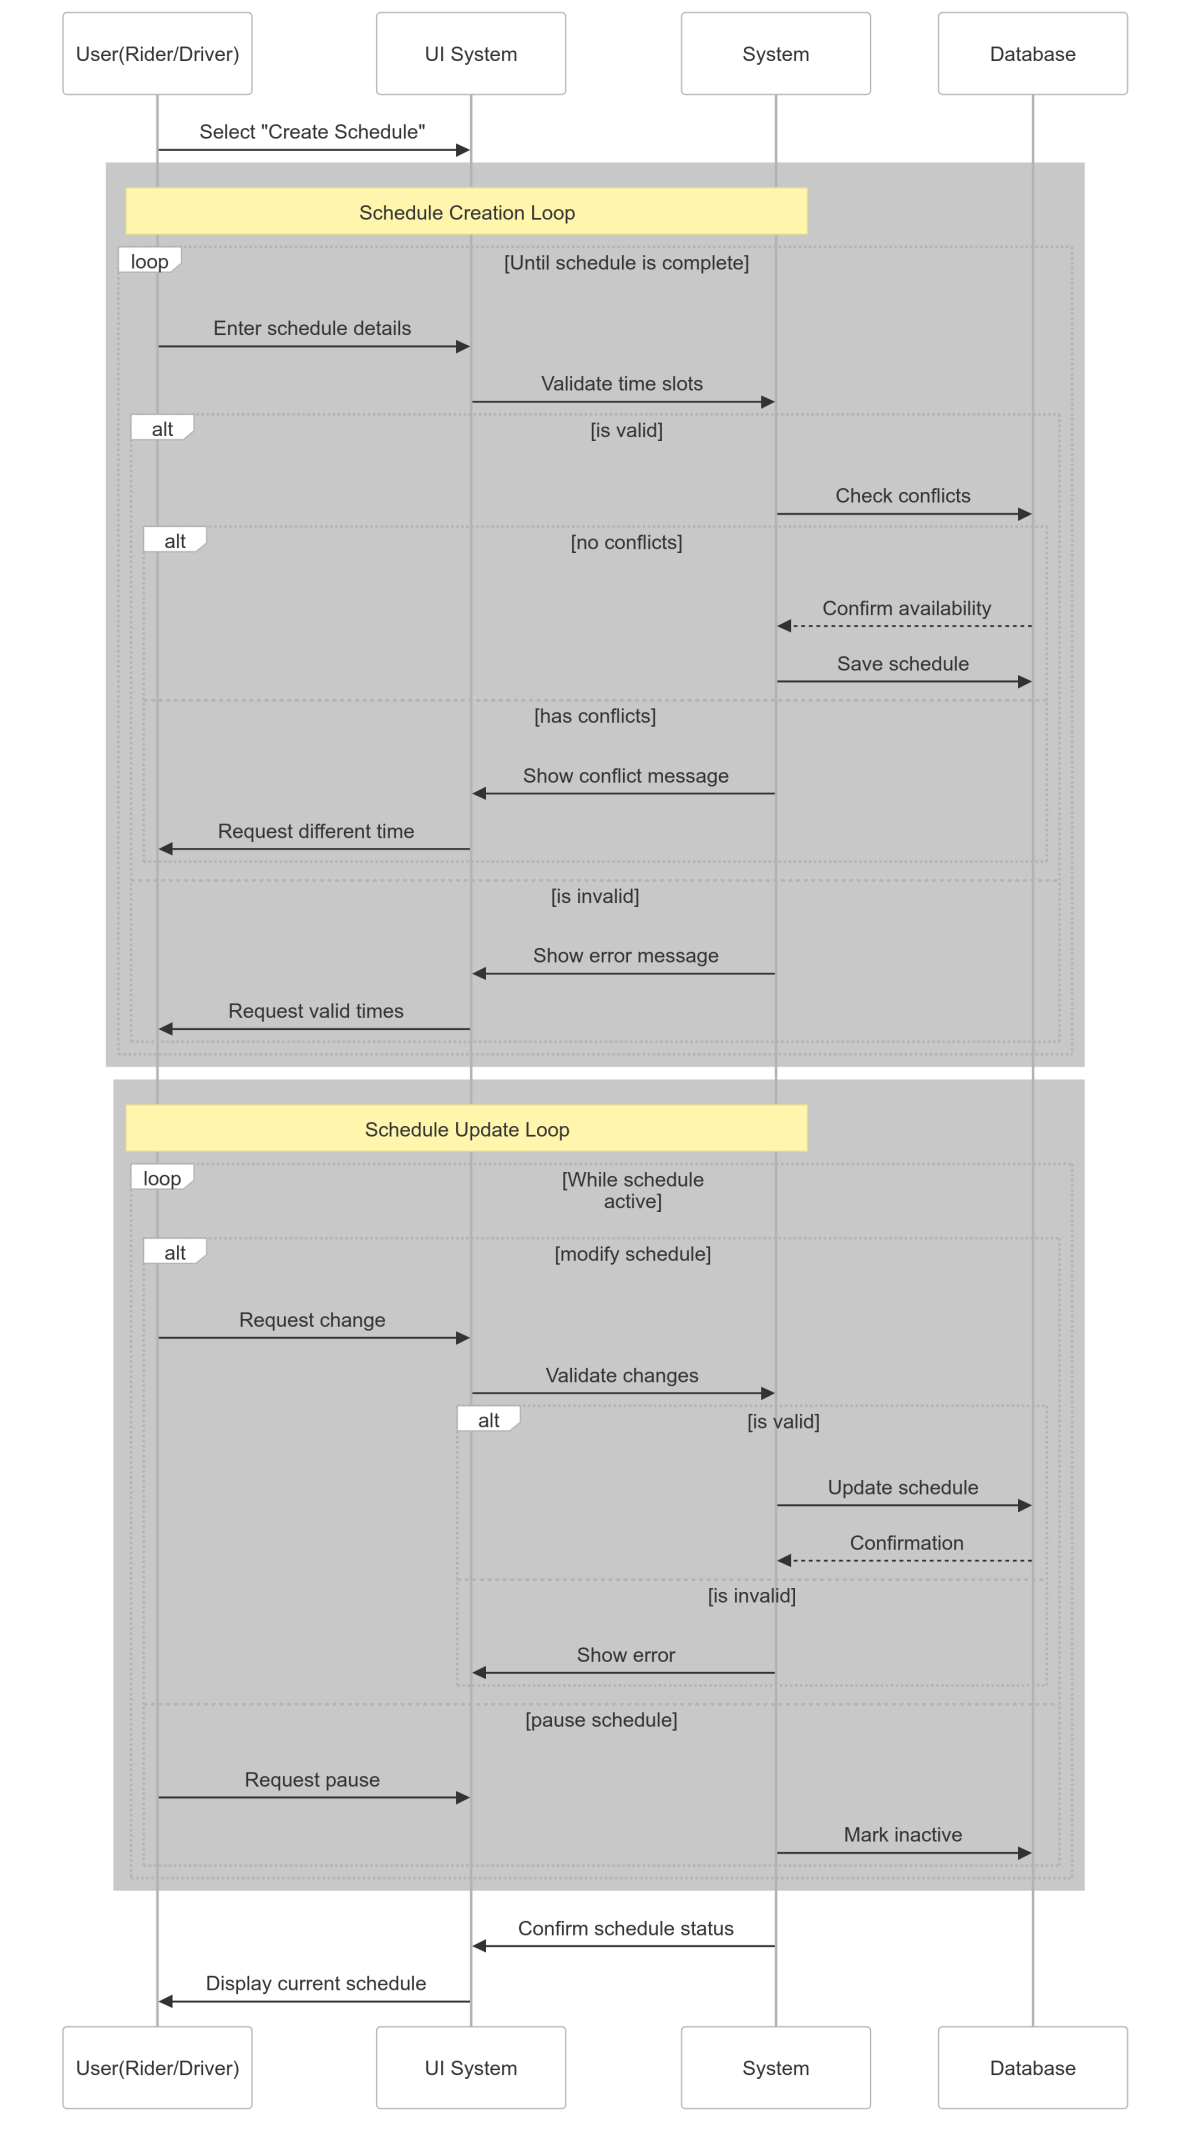 User(Rider/Driver)
UI System
System
Database
Select "Create Schedule"
Schedule Creation Loop
loop
[Until schedule is complete]
Enter schedule details
Validate time slots
alt
[is valid]
Check conflicts
alt
[no conflicts]
Confirm availability
Save schedule
[has conflicts]
Show conflict message
Request different time
[is invalid]
Show error message
Request valid times
Schedule Update Loop
loop
[While schedule
active]
alt
[modify schedule]
Request change
Validate changes
alt
[is valid]
Update schedule
Confirmation
[is invalid]
Show error
[pause schedule]
Request pause
Mark inactive
Confirm schedule status
Display current schedule
User(Rider/Driver)
UI System
System
Database